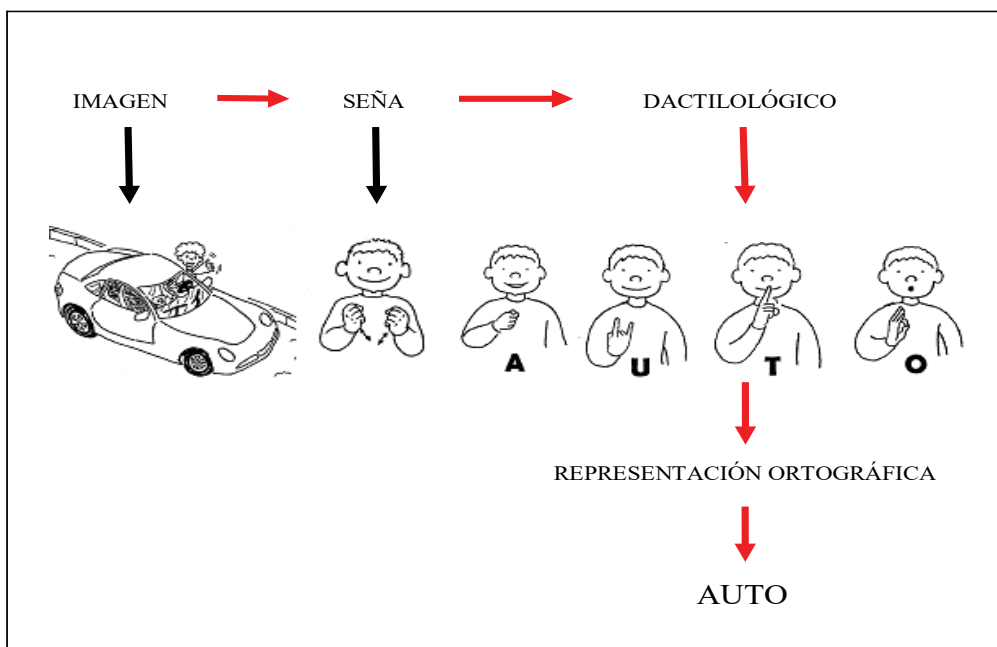 IMAGEN SEÑA DACTILOLÓGICO
A U T O
REPRESENTACIÓN ORTOGRÁFICA
AUTO